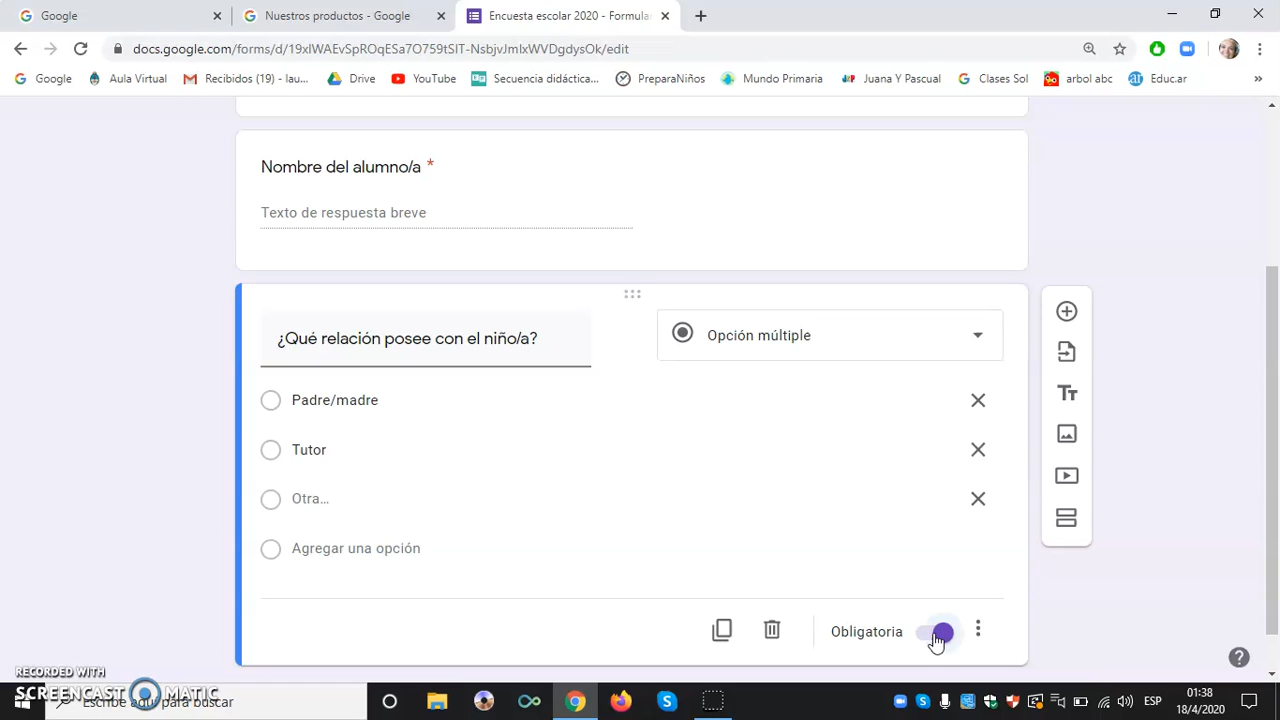 Google
Nuestros productos - Google
Encuesta escolar 2020 - Formula
docs.google.com/forms/d/19xlWAEvSpROqESa7O759tSIT-NsbjvJmIxWVDgdysOk/edit
Google
Aula Virtual
Recibidos (19) - lau...
Drive
YouTube
Secuencia didáctica...
PreparaNiños
Mundo Primaria
Juana Y Pascual
Clases Sol
arbol abc
Educ.ar
»
Nombre del alumno/a *
Texto de respuesta breve
¿Qué relación posee con el niño/a?
Opción múltiple
Padre/madre
Tutor
Otra...
Agregar una opción
Obligatoria
RECORDED WITH
SCREENCAST MATIC
Escribe aquí para buscar
ESP
01:38
18/4/2020